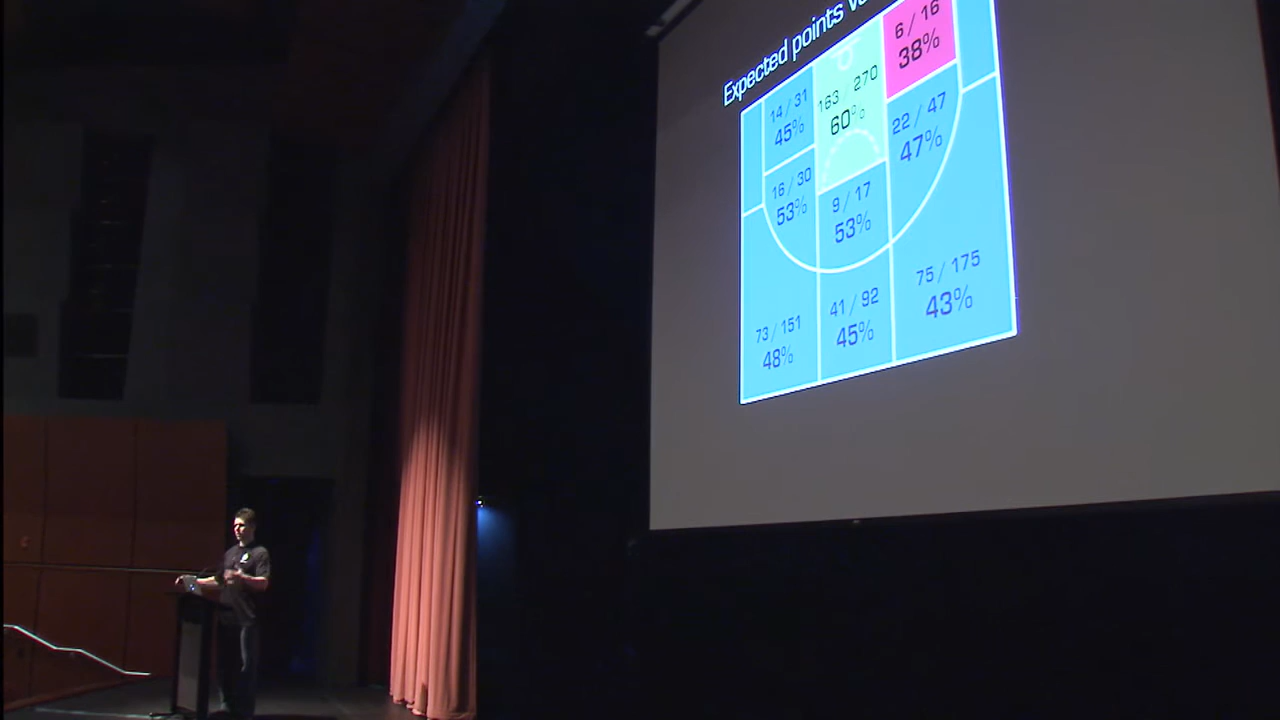 Expected points
6 / 16
38%
14 / 31
45%
163 / 270
60%
22 / 47
47%
16 / 30
53%
9 / 17
53%
75 / 175
43%
41 / 92
45%
73 / 151
48%